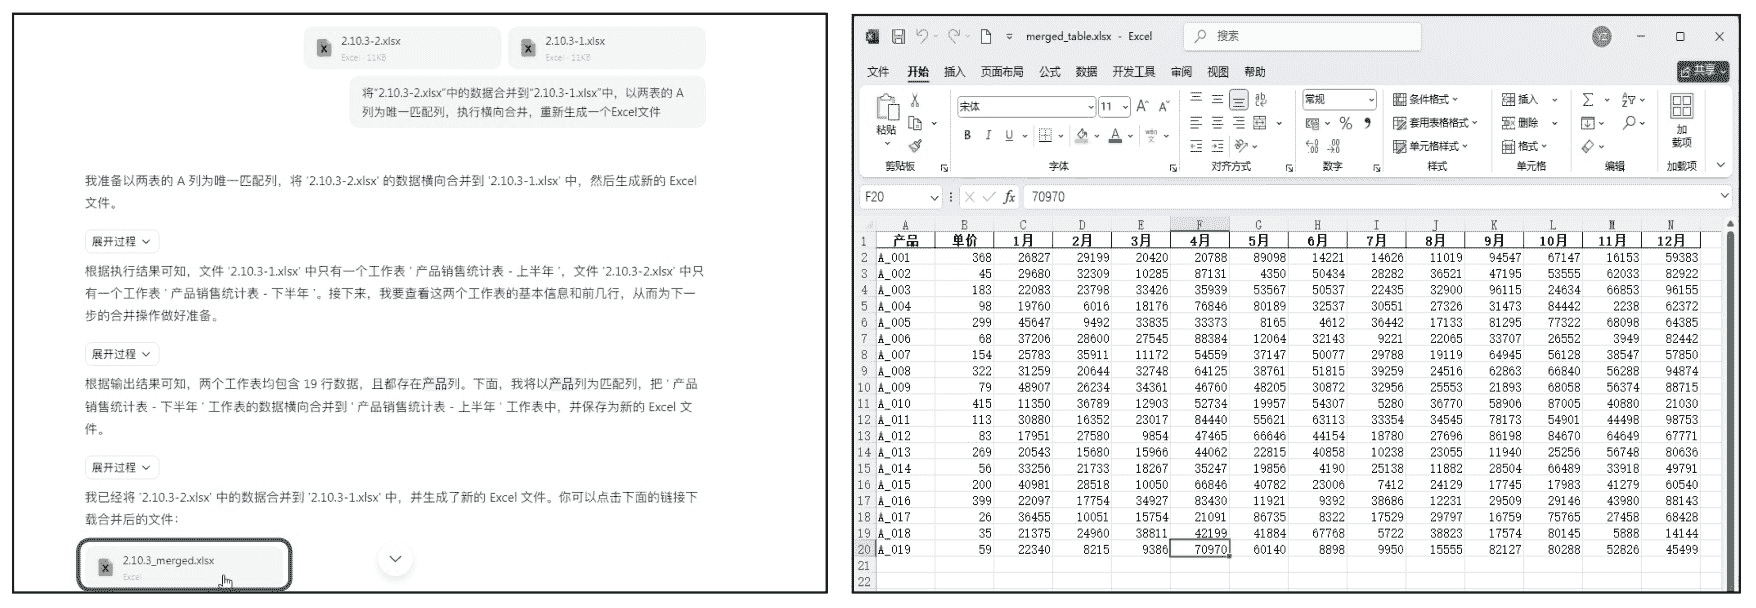 2.10.3-2.xlsx
Excel · 11KB
2.10.3-1.xlsx
Excel · 11KB
将“2.10.3-2.xlsx”中的数据合并到“2.10.3-1.xlsx”中，以两表的 A
列为唯一匹配列，执行横向合并，重新生成一个Excel文件
我准备以两表的 A 列为唯一匹配列，将 '2.10.3-2.xlsx' 的数据横向合并到 '2.10.3-1.xlsx' 中，然后生成新的 Excel
文件。
展开过程
根据执行结果可知，文件 '2.10.3-1.xlsx' 中只有一个工作表 ' 产品销售统计表 - 上半年 '，文件 '2.10.3-2.xlsx' 中只
有一个工作表 ' 产品销售统计表 - 下半年 '。接下来，我要查看这两个工作表的基本信息和前几行，从而为下一
步的合并操作做好准备。
展开过程
根据输出结果可知，两个工作表均包含 19 行数据，且都存在产品列。下面，我将以产品列为匹配列，把 ' 产品
销售统计表 - 下半年 ' 工作表的数据横向合并到 ' 产品销售统计表 - 上半年 ' 工作表中，并保存为新的 Excel 文
件。
展开过程
我已经将 '2.10.3-2.xlsx' 中的数据合并到 '2.10.3-1.xlsx' 中，并生成了新的 Excel 文件。你可以点击下面的链接下
载合并后的文件：
2.10.3_merged.xlsx
Excel
merged_table.xlsx - Excel
搜索
YZ
文件 开始 插入 页面布局 公式 数据 开发工具 审阅 视图 帮助
共享
粘贴
剪贴板
宋体 11
B I U
字体
对齐方式
常规
数字
条件格式
套用表格格式
单元格样式
样式
插入
删除
格式
单元格
编辑
加
载项
加载项
F20 fx 70970
A B C D E F G H I J K L M N
1 产品 单价 1月 2月 3月 4月 5月 6月 7月 8月 9月 10月 11月 12月
2 A_001 368 26827 29199 20420 20788 89098 14221 14626 11019 94547 67147 16153 59383
3 A_002 45 29680 32309 10285 87131 4350 50434 28282 36521 47195 53555 62033 82922
4 A_003 183 22083 23798 33426 35939 53567 50537 22435 32900 96115 24634 66853 96155
5 A_004 98 19760 6016 18176 76846 80189 32537 30551 27326 31473 84442 2238 62372
6 A_005 299 45647 9492 33835 33373 8165 4612 36442 17133 81295 77322 68098 64385
7 A_006 68 37206 28600 27545 88384 12064 32143 9221 22065 33707 26552 3949 82442
8 A_007 154 25783 35911 11172 54559 37147 50077 29788 19119 64945 56128 38547 57850
9 A_008 322 31259 20644 32748 64125 38761 51815 39259 24516 62863 66840 56288 94874
10 A_009 79 48907 26234 34361 46760 48205 30872 32956 25553 21893 68058 56374 88715
11 A_010 415 11350 36789 12903 52734 19957 54307 5280 36770 58906 87005 40880 21030
12 A_011 113 30880 16352 23017 84440 55621 63113 33354 34545 78173 54901 44498 98753
13 A_012 83 17951 27580 9854 47465 66646 44154 18780 27696 86198 84670 64649 67771
14 A_013 269 20543 15680 15966 44062 22815 40858 10238 23055 11940 25256 56748 80636
15 A_014 56 33256 21733 18267 35247 19856 4190 25138 11882 28504 66489 33918 49791
16 A_015 200 40981 28518 10050 66846 40782 23006 7412 24129 17745 17983 41279 60540
17 A_016 399 22097 17754 34927 83430 11921 9392 38686 12231 29509 29146 43980 88143
18 A_017 26 36455 10051 15754 21091 86735 8322 17529 29797 16759 75765 27458 68428
19 A_018 35 21375 24960 38811 42199 41884 67768 5722 38823 17574 80145 5888 14144
20 A_019 59 22340 8215 9386 70970 60140 8898 9950 15555 82127 80288 52826 45499
21
22